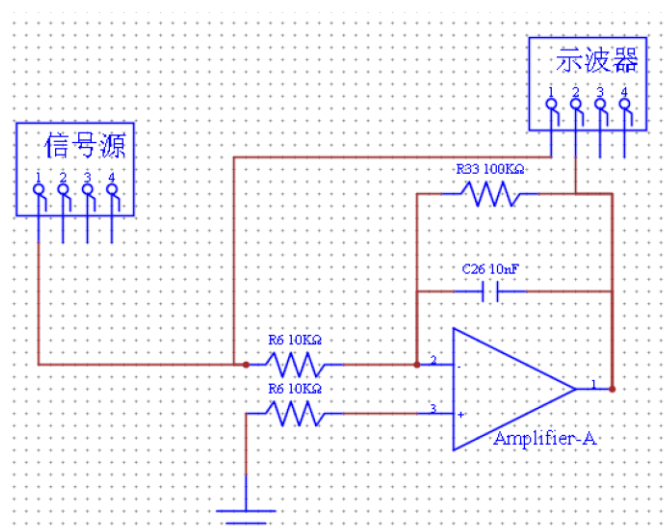 示波器
1 2 3 4
信号源
1 2 3 4
R33 100KΩ
C26 10nF
R6 10KΩ
2
-
R6 10KΩ
1
3
+
Amplifier-A